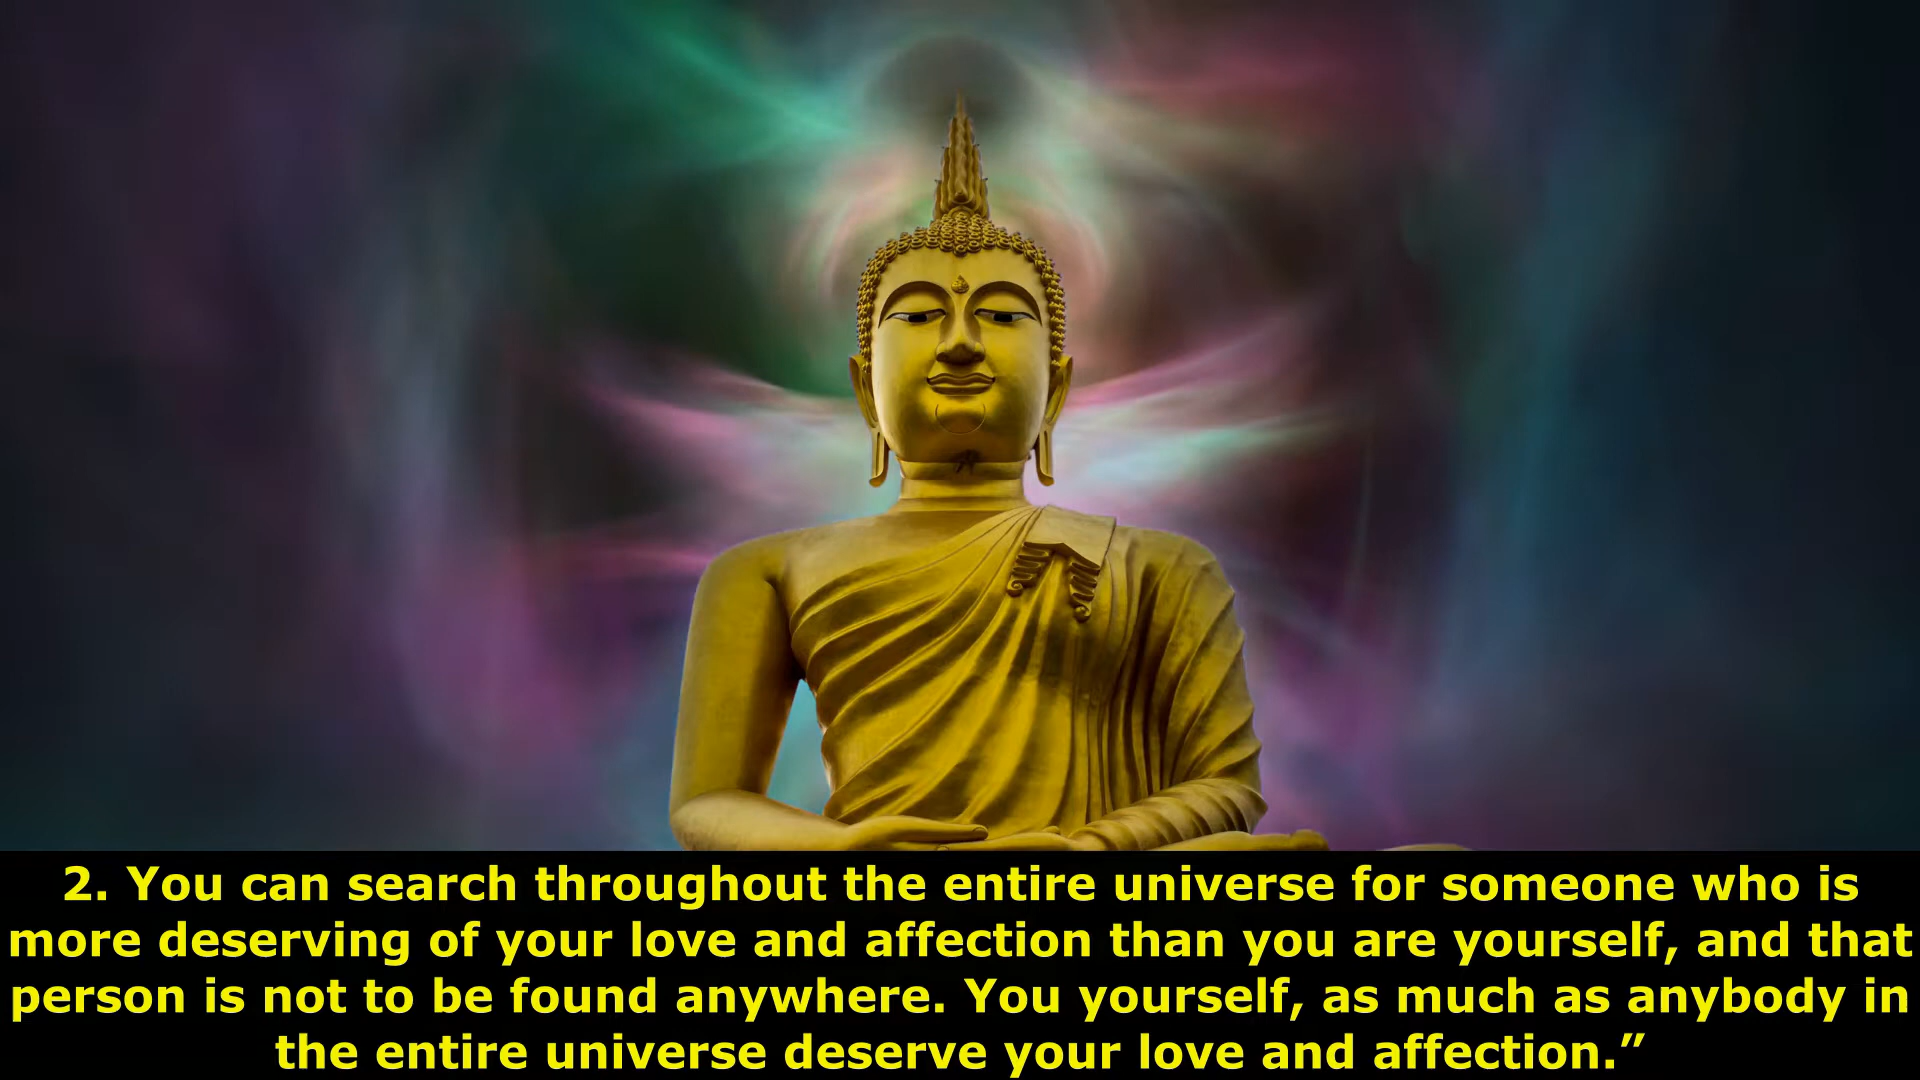 2. You can search throughout the entire universe for someone who is
more deserving of your love and affection than you are yourself, and that
person is not to be found anywhere. You yourself, as much as anybody in
the entire universe deserve your love and affection.”